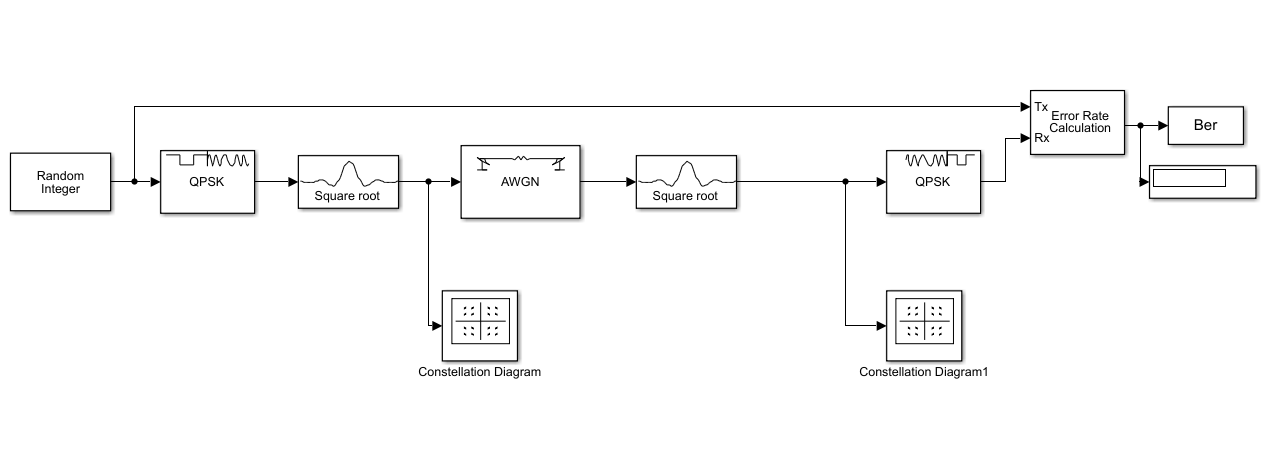 Tx
Error Rate
Calculation
Rx
Ber
Random
Integer
QPSK
Square root
AWGN
Square root
QPSK
Constellation Diagram
Constellation Diagram1